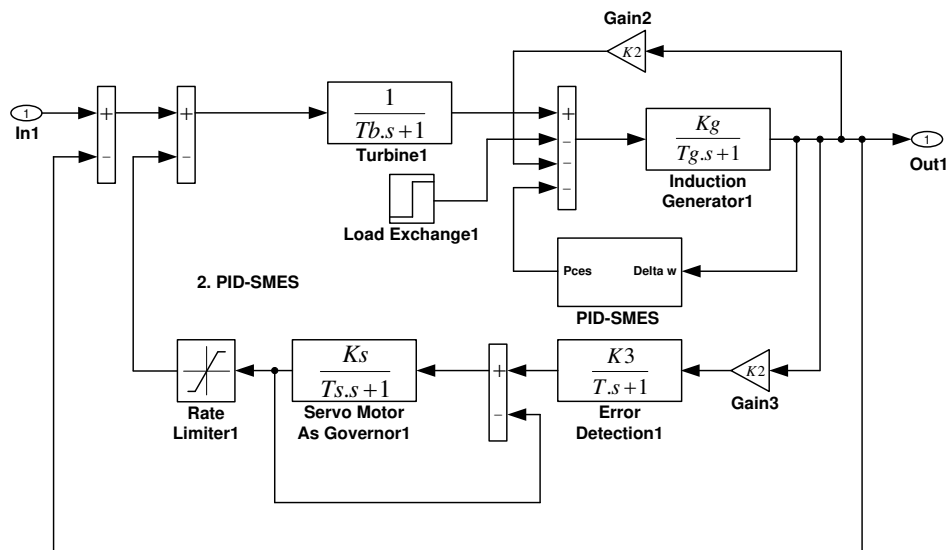 Gain2
K2
1
In1
+
−
+
−
1
Tb.s+1
Turbine1
+
−
−
−
Kg
Tg.s+1
Induction
Generator1
1
Out1
Load Exchange1
Pces Delta w
PID-SMES
2. PID-SMES
Rate
Limiter1
Ks
Ts.s+1
Servo Motor
As Governor1
+
−
K3
T.s+1
Error
Detection1
K2
Gain3